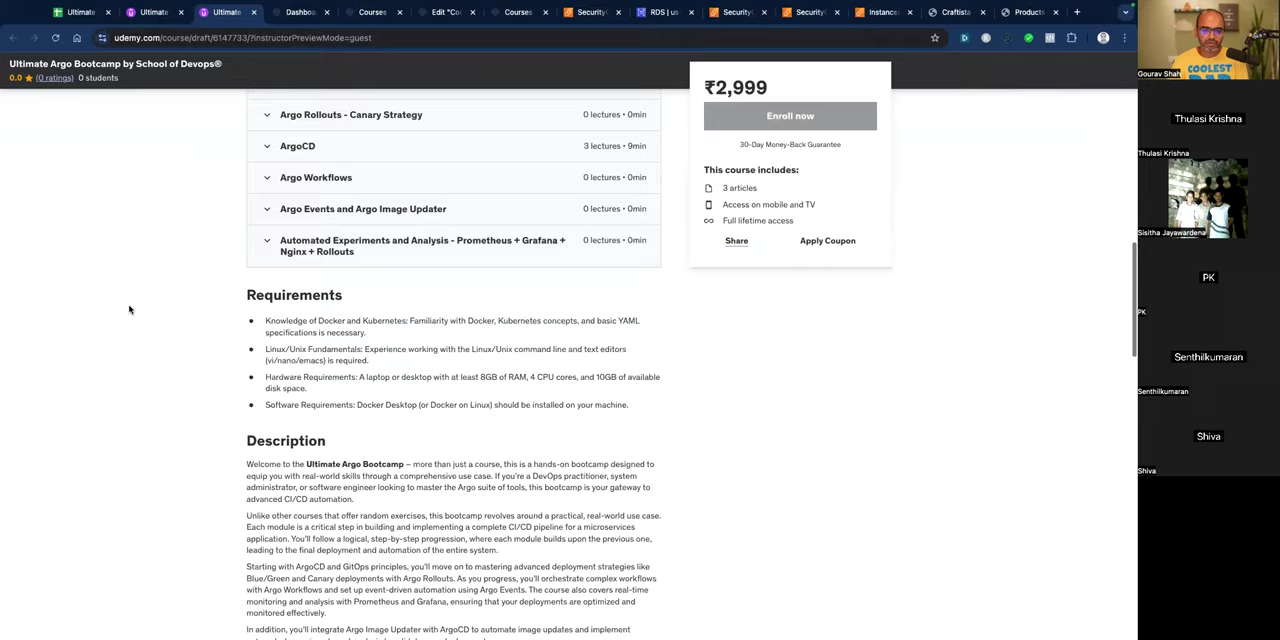 Ultimate
Ultimate
Ultimate
Dashbo
Courses
Edit "Co
Courses
Security
RDS | us
Security
Security
Instance
Craftista
Products
udemy.com/course/draft/6147733/?instructorPreviewMode=guest
Ultimate Argo Bootcamp by School of Devops®
0.0 ★ (0 ratings) 0 students
Argo Rollouts - Canary Strategy 0 lectures • 0min
ArgoCD 3 lectures • 9min
Argo Workflows 0 lectures • 0min
Argo Events and Argo Image Updater 0 lectures • 0min
Automated Experiments and Analysis - Prometheus + Grafana + 0 lectures • 0min
Nginx + Rollouts
Requirements
Knowledge of Docker and Kubernetes: Familiarity with Docker, Kubernetes concepts, and basic YAML
specifications is necessary.
Linux/Unix Fundamentals: Experience working with the Linux/Unix command line and text editors
(vi/nano/emacs) is required.
Hardware Requirements: A laptop or desktop with at least 8GB of RAM, 4 CPU cores, and 10GB of available
disk space.
Software Requirements: Docker Desktop (or Docker on Linux) should be installed on your machine.
Description
Welcome to the Ultimate Argo Bootcamp – more than just a course, this is a hands-on bootcamp designed to
equip you with real-world skills through a comprehensive use case. If you're a DevOps practitioner, system
administrator, or software engineer looking to master the Argo suite of tools, this bootcamp is your gateway to
advanced CI/CD automation.
Unlike other courses that offer random exercises, this bootcamp revolves around a practical, real-world use case.
Each module is a critical step in building and implementing a complete CI/CD pipeline for a microservices
application. You'll follow a logical, step-by-step progression, where each module builds upon the previous one,
leading to the final deployment and automation of the entire system.
Starting with ArgoCD and GitOps principles, you'll move on to mastering advanced deployment strategies like
Blue/Green and Canary deployments with Argo Rollouts. As you progress, you'll orchestrate complex workflows
with Argo Workflows and set up event-driven automation using Argo Events. The course also covers real-time
monitoring and analysis with Prometheus and Grafana, ensuring that your deployments are optimized and
monitored effectively.
In addition, you'll integrate Argo Image Updater with ArgoCD to automate image updates and implement
₹2,999
Enroll now
30-Day Money-Back Guarantee
This course includes:
3 articles
Access on mobile and TV
Full lifetime access
Share Apply Coupon
COOLEST
Gourav Shah
Thulasi Krishna
Thulasi Krishna
Sisitha Jayawardena
PK
PK
Senthilkumaran
Senthilkumaran
Shiva
Shiva